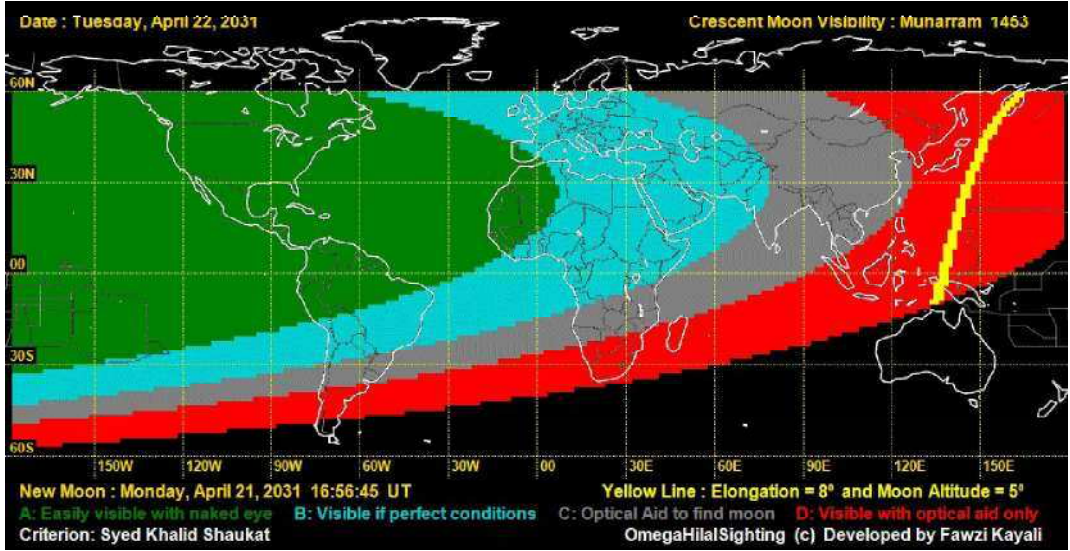 Date : Tuesday, April 22, 2031 Crescent Moon Visibility : Muharram 1453
60N
30N
00
30S
60S
150W 120W 90W 60W 30W 00 30E 60E 90E 120E 150E
New Moon : Monday, April 21, 2031 16:56:45 UT Yellow Line : Elongation = 8º and Moon Altitude = 5º
A: Easily visible with naked eye B: Visible if perfect conditions C: Optical Aid to find moon D: Visible with optical aid only
Criterion: Syed Khalid Shaukat OmegaHilalSighting (c) Developed by Fawzi Kayali